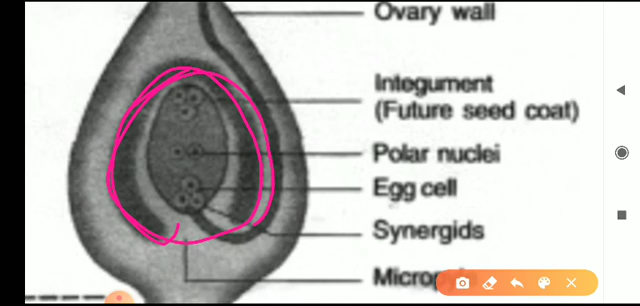 Ovary wall
Integument
(Future seed coat)
Polar nuclei
Egg cell
Synergids